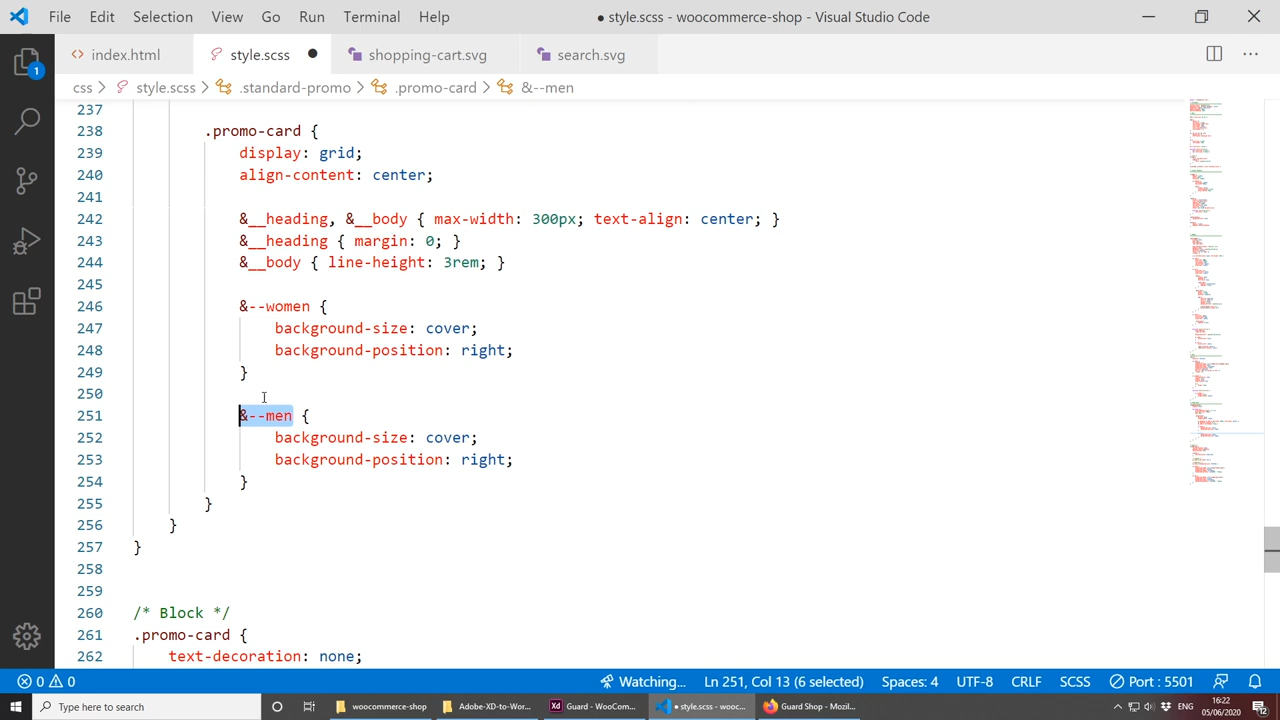 File Edit Selection View Go Run Terminal Help ● style.scss - woocommerce-shop - Visual Studio Code
index.html style.scss shopping-cart.svg search.svg
css > style.scss > .standard-promo > .promo-card > &--men
1
237
238 .promo-card {
239 display: grid;
240 align-content: center;
241
242 &__heading, &__body { max-width: 300px; text-align: center; }
243 &__heading { margin: 0; }
244 &__body { line-height: 3rem; }
245
246 &--women {
247 background-size: cover;
248 background-position: right;
249 }
251 &--men {
252 background-size: cover;
253 background-position: right;
254 }
255 }
256 }
257 }
258
259
260 /* Block */
261 .promo-card {
262 text-decoration: none;
0 0 Watching... Ln 251, Col 13 (6 selected) Spaces: 4 UTF-8 CRLF SCSS Port : 5501
Type here to search woocommerce-shop Adobe-XD-to-Wor... Guard - WooCom... ● style.scss - wooc... Guard Shop - Mozil... ENG 16:22 05/06/2020 12